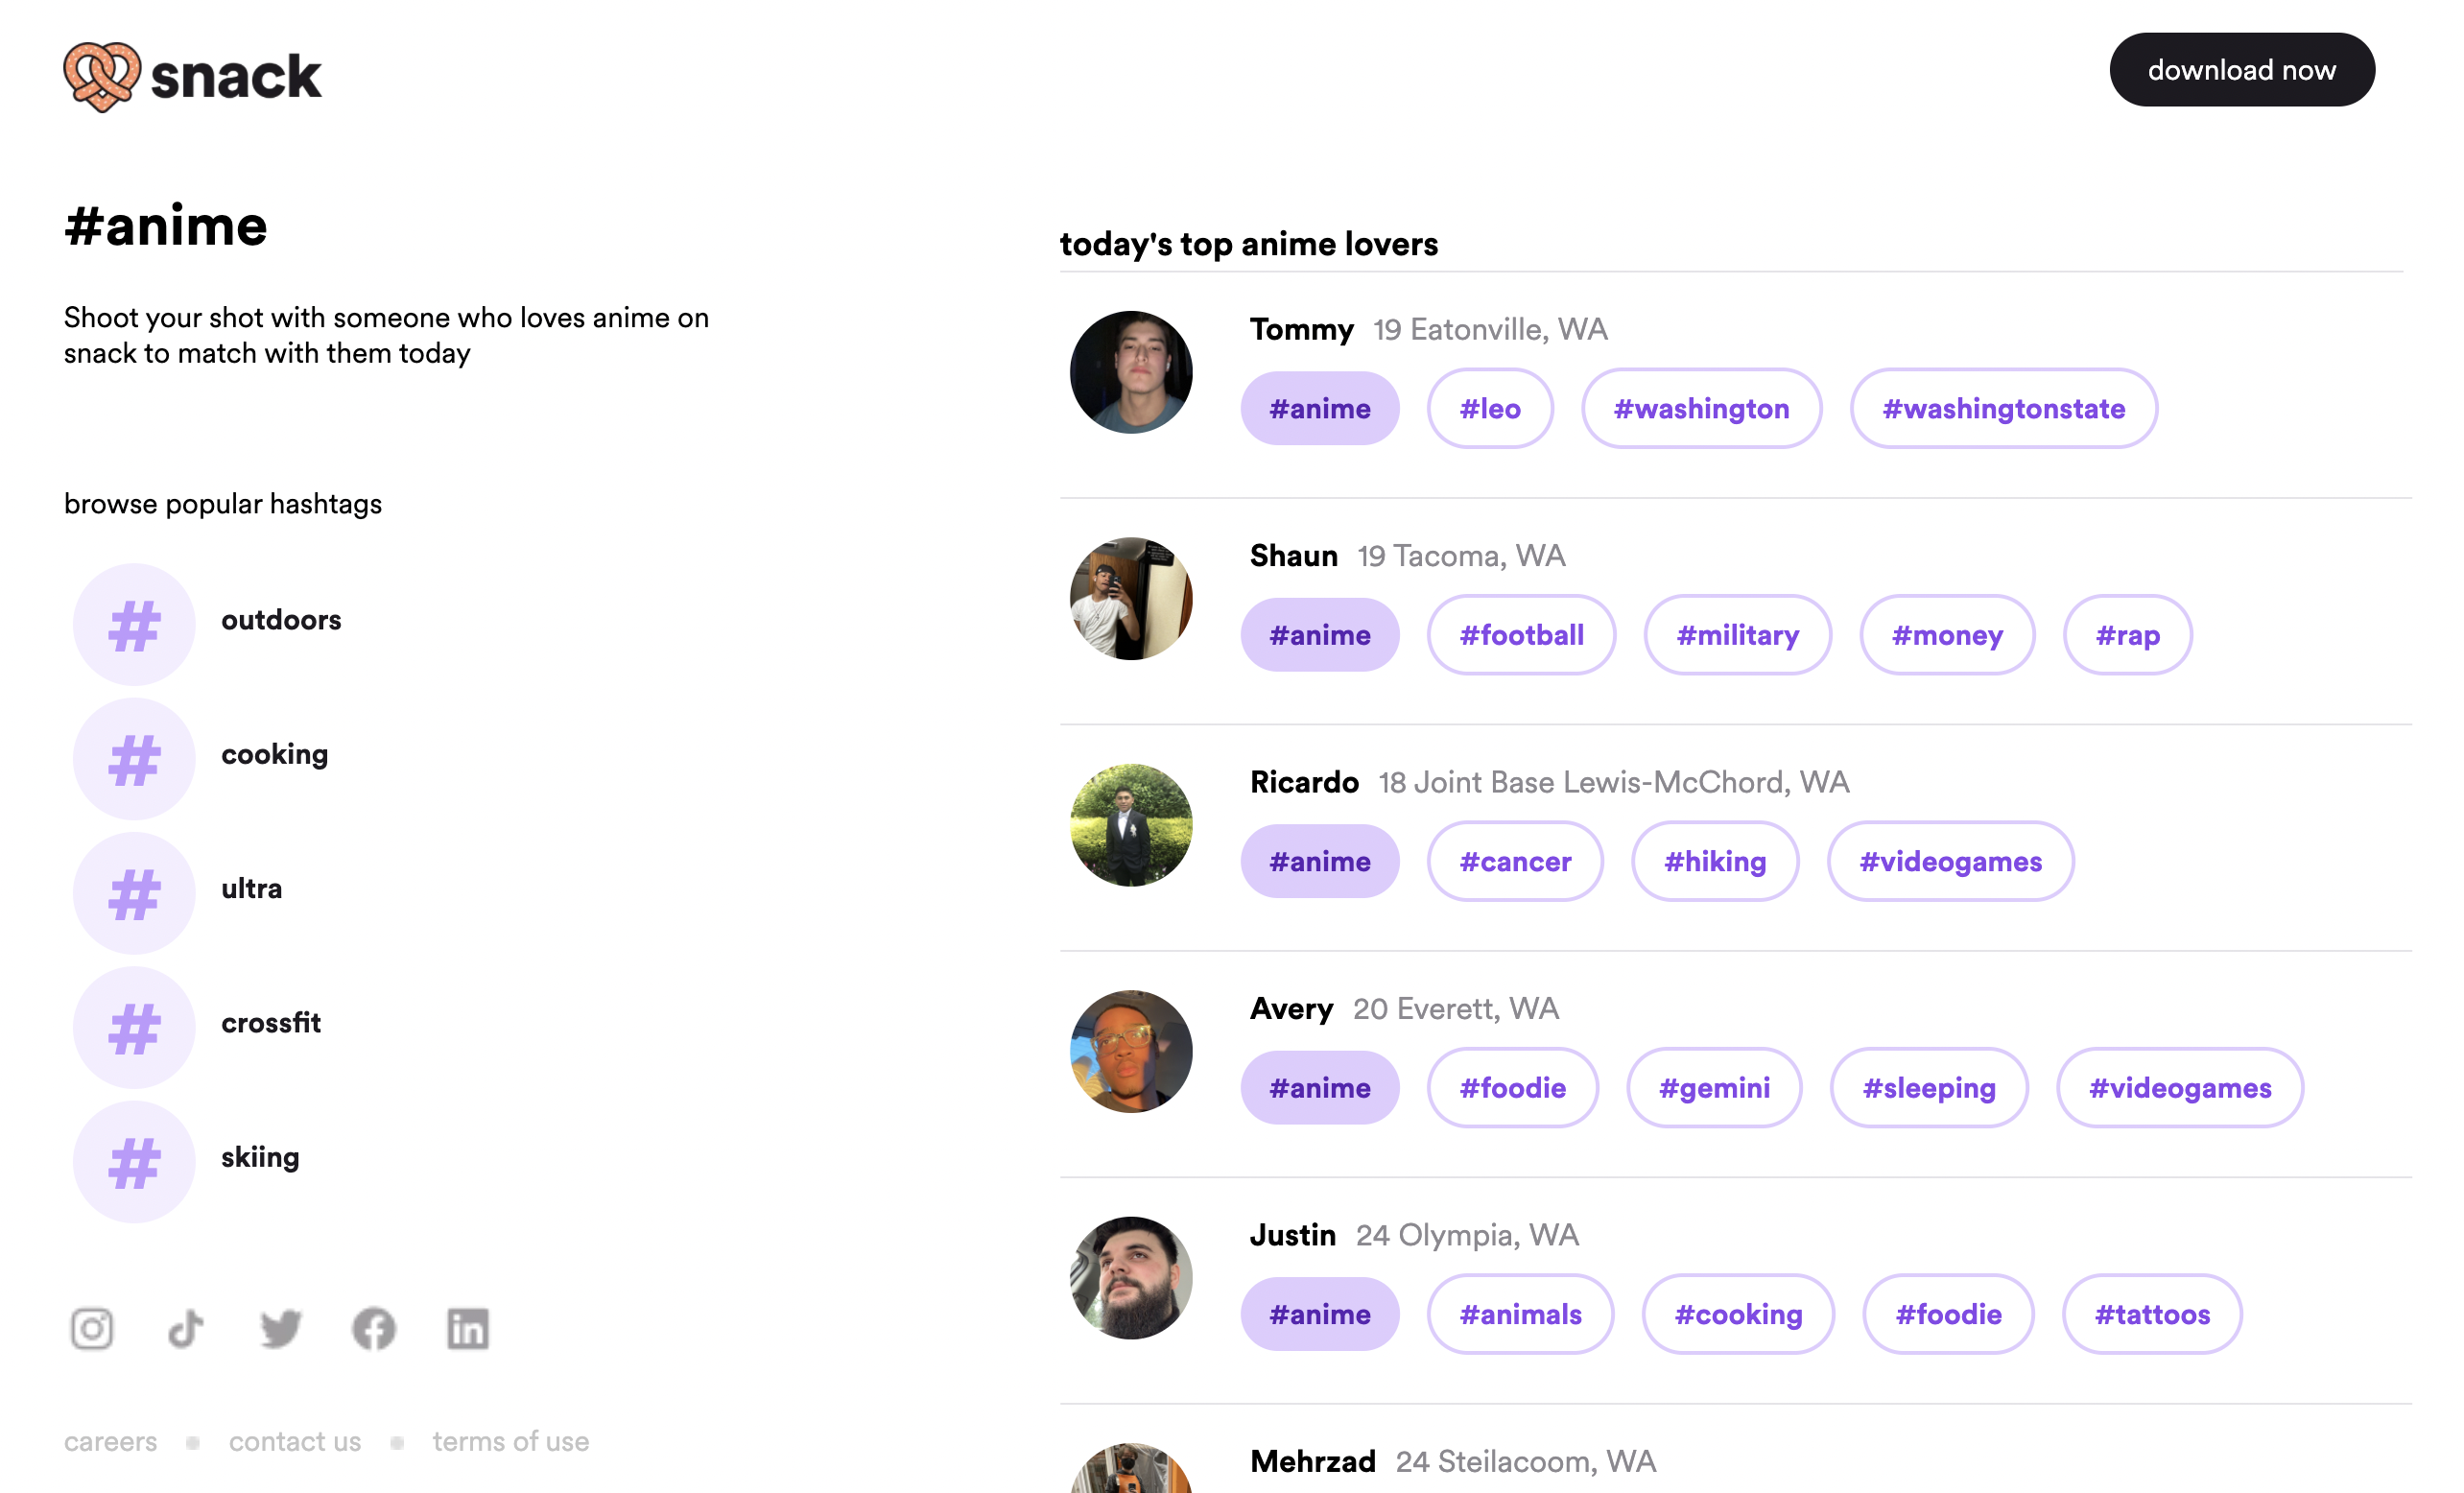 snack
download now
#anime
Shoot your shot with someone who loves anime on
snack to match with them today
browse popular hashtags
# outdoors
# cooking
# ultra
# crossfit
# skiing
careers contact us terms of use
today's top anime lovers
Tommy 19 Eatonville, WA
#anime #leo #washington #washingtonstate
Shaun 19 Tacoma, WA
#anime #football #military #money #rap
Ricardo 18 Joint Base Lewis-McChord, WA
#anime #cancer #hiking #videogames
Avery 20 Everett, WA
#anime #foodie #gemini #sleeping #videogames
Justin 24 Olympia, WA
#anime #animals #cooking #foodie #tattoos
Mehrzad 24 Steilacoom, WA